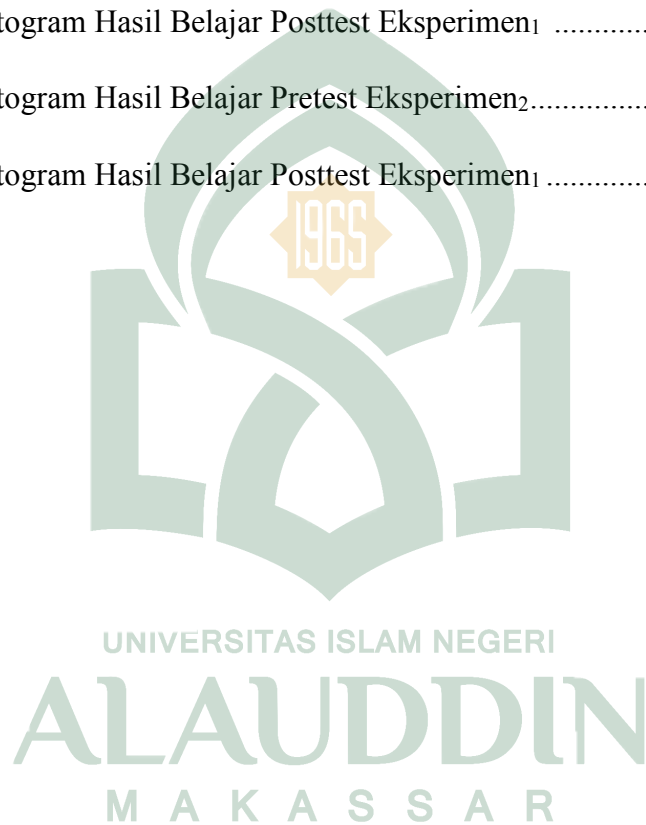 togram Hasil Belajar Posttest Eksperimen₁ .............
togram Hasil Belajar Pretest Eksperimen₂................
togram Hasil Belajar Posttest Eksperimen₁ .............
1965
UNIVERSITAS ISLAM NEGERI
ALAUDDIN
MAKASSAR